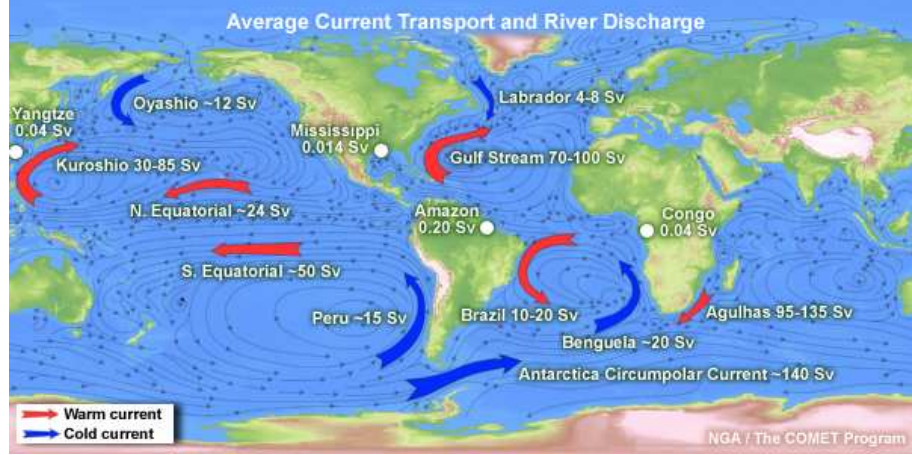 Average Current Transport and River Discharge
Oyashio ~12 Sv
Labrador 4-8 Sv
Yangtze
0.04 Sv
Mississippi
0.014 Sv
Kuroshio 30-85 Sv
Gulf Stream 70-100 Sv
N. Equatorial ~24 Sv
Amazon
0.20 Sv
Congo
0.04 Sv
S. Equatorial ~50 Sv
Peru ~15 Sv
Brazil 10-20 Sv
Agulhas 95-135 Sv
Benguela ~20 Sv
Antarctica Circumpolar Current ~140 Sv
Warm current
Cold current
NGA / The COMET Program